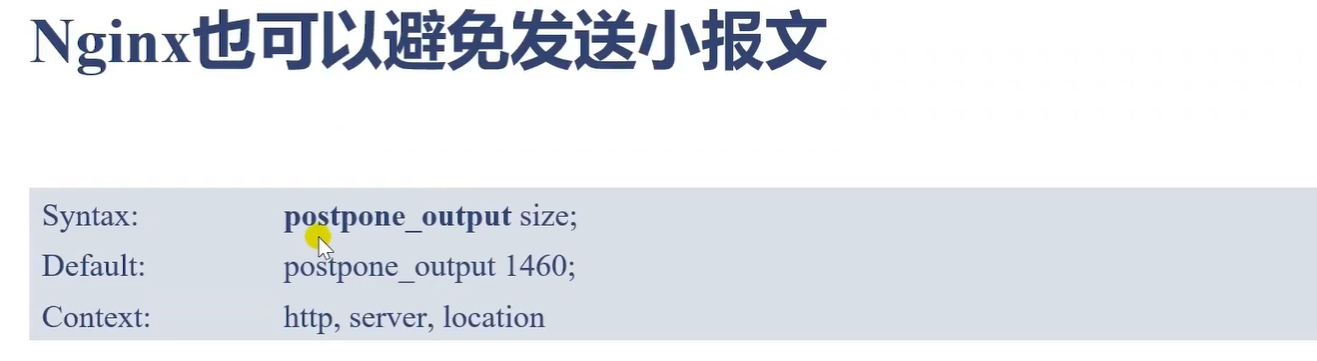 Nginx也可以避免发送小报文
Syntax: postpone_output size;
Default: postpone_output 1460;
Context: http, server, location